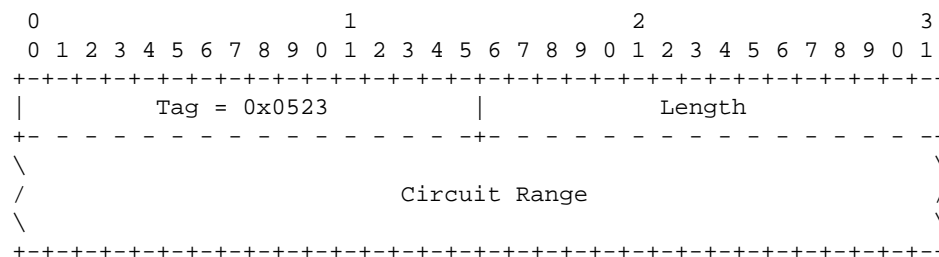 0                   1                   2                   3
 0 1 2 3 4 5 6 7 8 9 0 1 2 3 4 5 6 7 8 9 0 1 2 3 4 5 6 7 8 9 0 1
+-+-+-+-+-+-+-+-+-+-+-+-+-+-+-+-+-+-+-+-+-+-+-+-+-+-+-+-+-+-+-+--
|         Tag = 0x0523          |            Length
+- - - - - - - - - - - - - - - -+- - - - - - - - - - - - - - - --
\                                                               \
/                          Circuit Range                        /
\                                                               \
+-+-+-+-+-+-+-+-+-+-+-+-+-+-+-+-+-+-+-+-+-+-+-+-+-+-+-+-+-+-+-+--